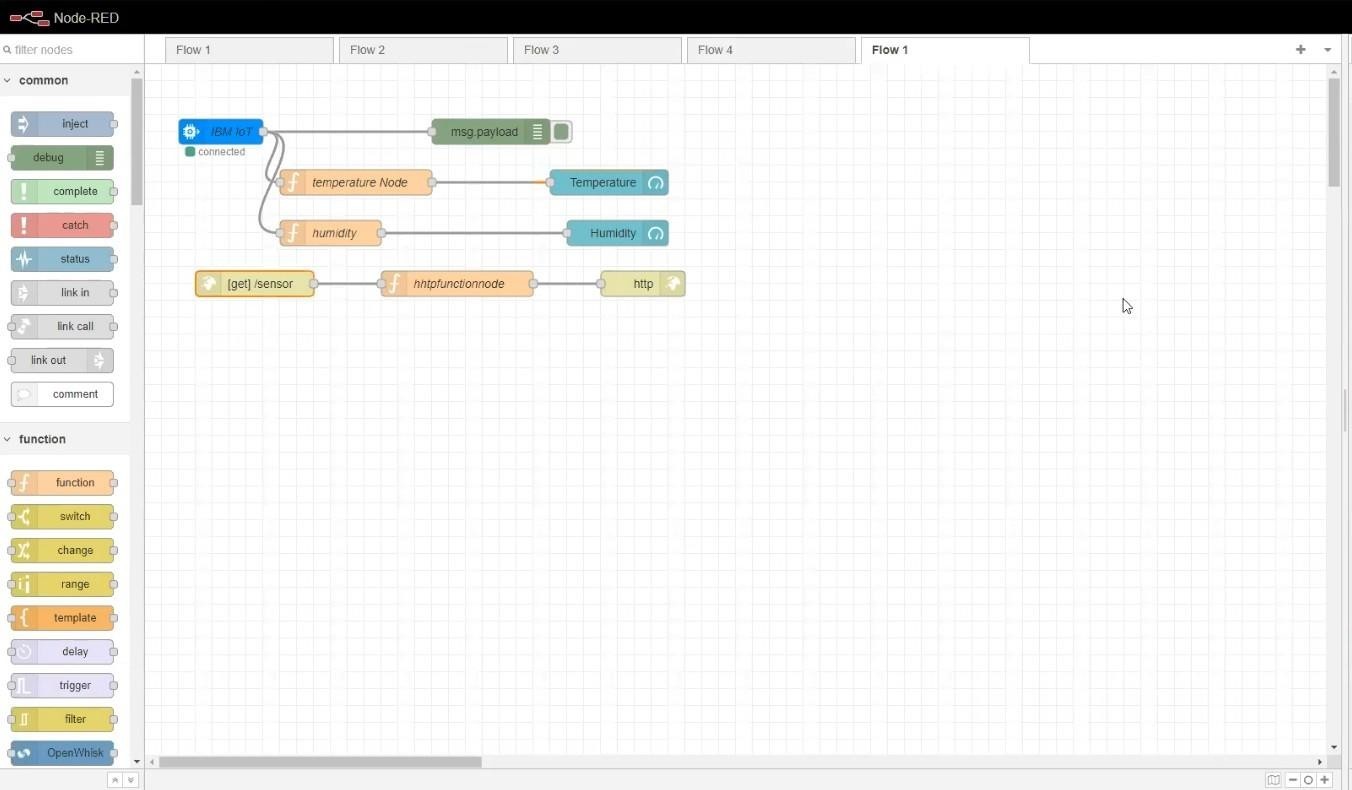 Node-RED
filter nodes
Flow 1
Flow 2
Flow 3
Flow 4
Flow 1
common
inject
debug
complete
catch
status
link in
link call
link out
comment
function
function
switch
change
range
template
delay
trigger
filter
OpenWhisk
IBM IoT
connected
msg.payload
temperature Node
Temperature
humidity
Humidity
[get] /sensor
hhtpfunctionnode
http